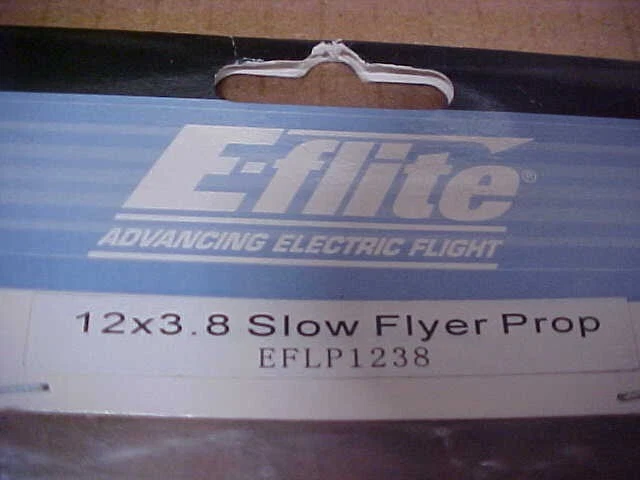 E-flite®
ADVANCING ELECTRIC FLIGHT
12x3.8 Slow Flyer Prop
EFLP1238